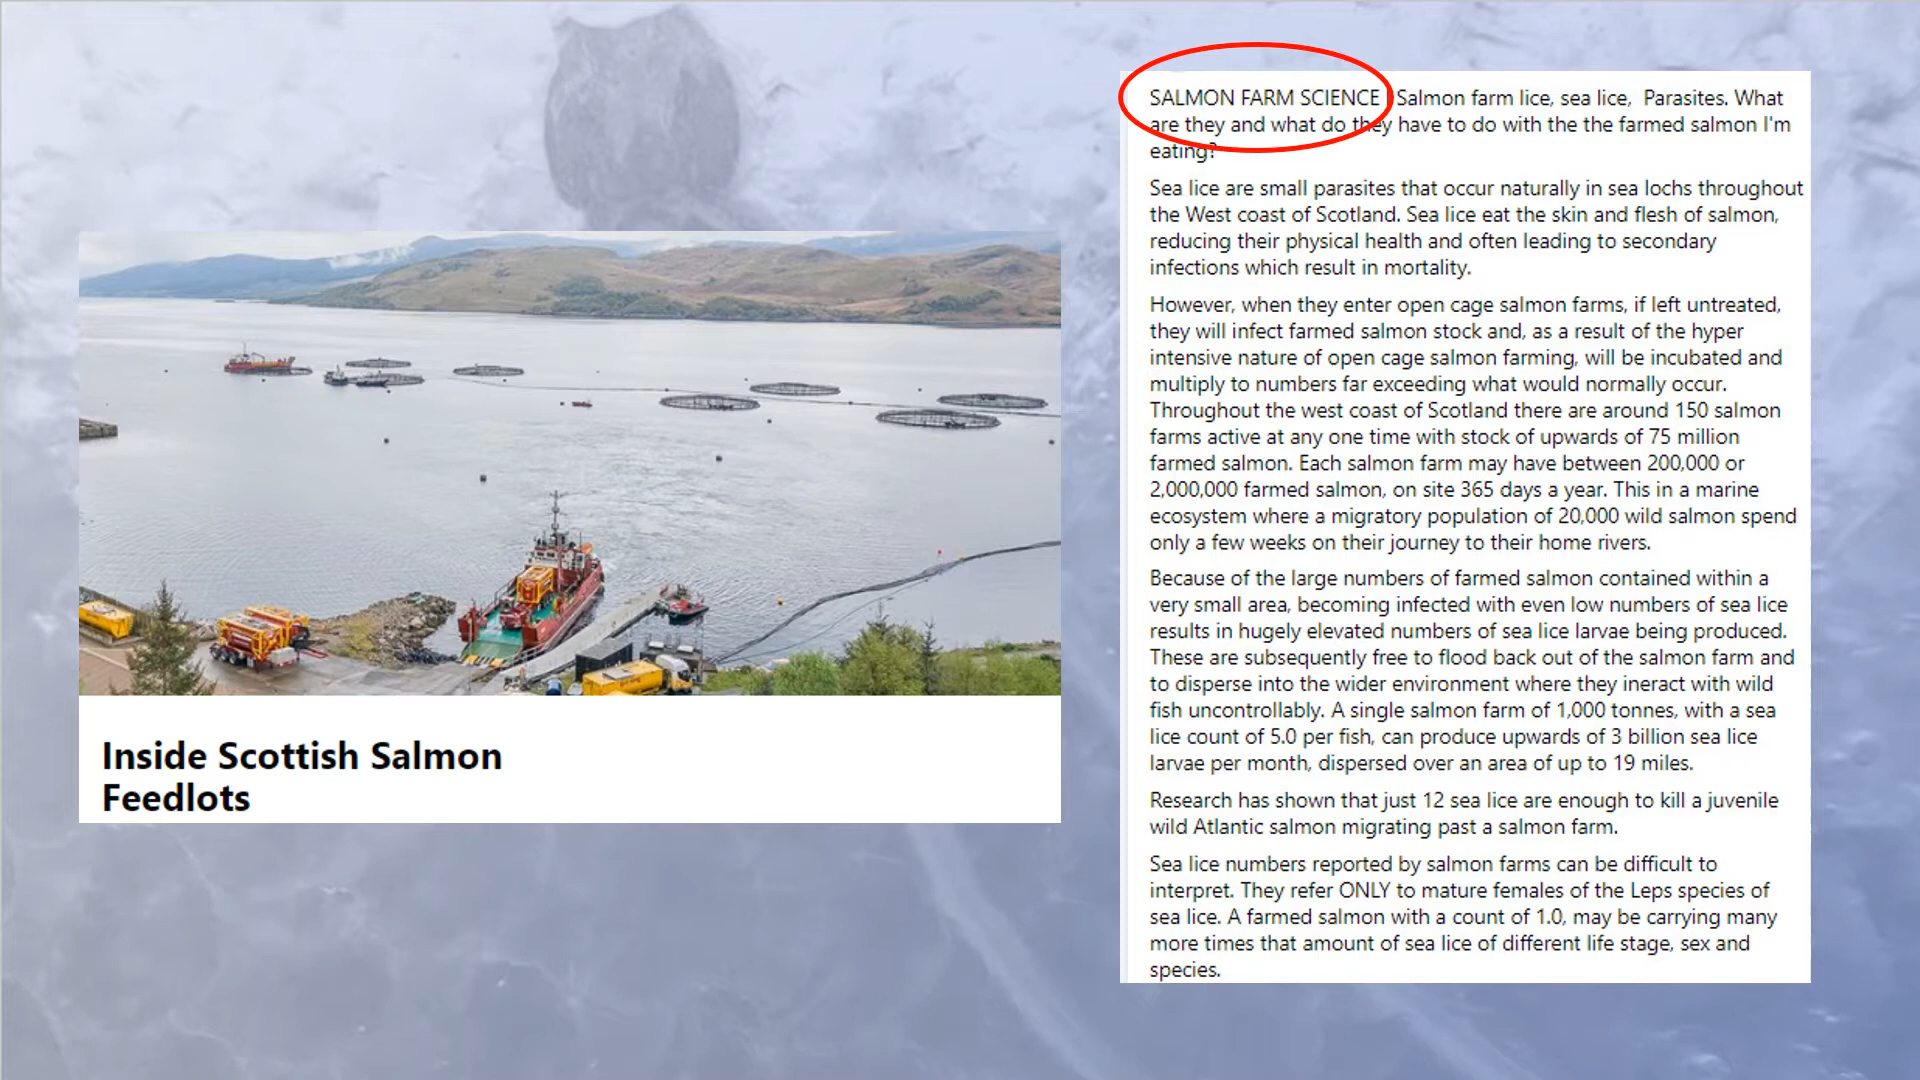 Inside Scottish Salmon
Feedlots
SALMON FARM SCIENCE Salmon farm lice, sea lice, Parasites. What
are they and what do they have to do with the the farmed salmon I'm
eating?
Sea lice are small parasites that occur naturally in sea lochs throughout
the West coast of Scotland. Sea lice eat the skin and flesh of salmon,
reducing their physical health and often leading to secondary
infections which result in mortality.
However, when they enter open cage salmon farms, if left untreated,
they will infect farmed salmon stock and, as a result of the hyper
intensive nature of open cage salmon farming, will be incubated and
multiply to numbers far exceeding what would normally occur.
Throughout the west coast of Scotland there are around 150 salmon
farms active at any one time with stock of upwards of 75 million
farmed salmon. Each salmon farm may have between 200,000 or
2,000,000 farmed salmon, on site 365 days a year. This in a marine
ecosystem where a migratory population of 20,000 wild salmon spend
only a few weeks on their journey to their home rivers.
Because of the large numbers of farmed salmon contained within a
very small area, becoming infected with even low numbers of sea lice
results in hugely elevated numbers of sea lice larvae being produced.
These are subsequently free to flood back out of the salmon farm and
to disperse into the wider environment where they ineract with wild
fish uncontrollably. A single salmon farm of 1,000 tonnes, with a sea
lice count of 5.0 per fish, can produce upwards of 3 billion sea lice
larvae per month, dispersed over an area of up to 19 miles.
Research has shown that just 12 sea lice are enough to kill a juvenile
wild Atlantic salmon migrating past a salmon farm.
Sea lice numbers reported by salmon farms can be difficult to
interpret. They refer ONLY to mature females of the Leps species of
sea lice. A farmed salmon with a count of 1.0, may be carrying many
more times that amount of sea lice of different life stage, sex and
species.